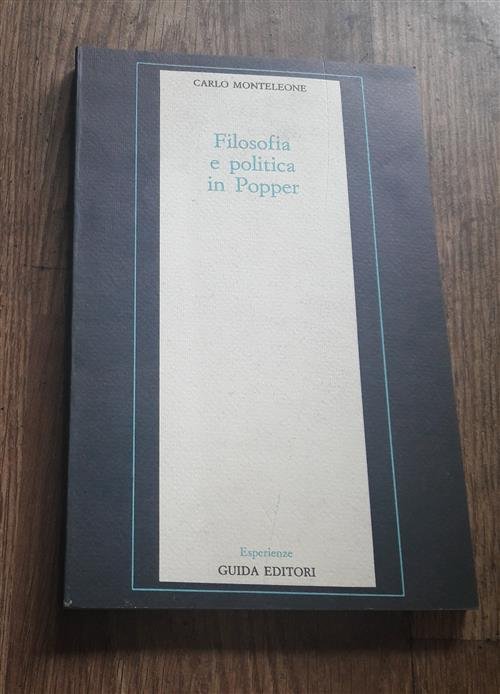 CARLO MONTELEONE
Filosofia
e politica
in Popper
Esperienze
GUIDA EDITORI